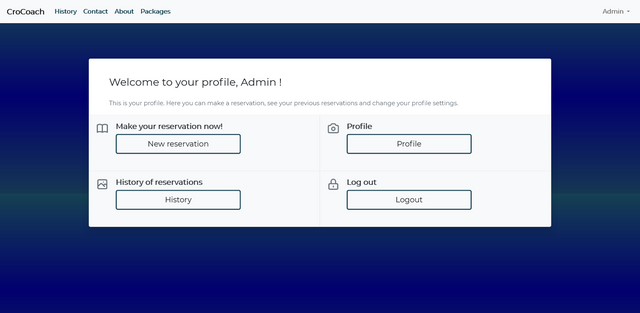 CroCoach History Contact About Packages Admin
Welcome to your profile, Admin !
This is your profile. Here you can make a reservation, see your previous reservations and change your profile settings.
Make your reservation now!
New reservation
Profile
Profile
History of reservations
History
Log out
Logout